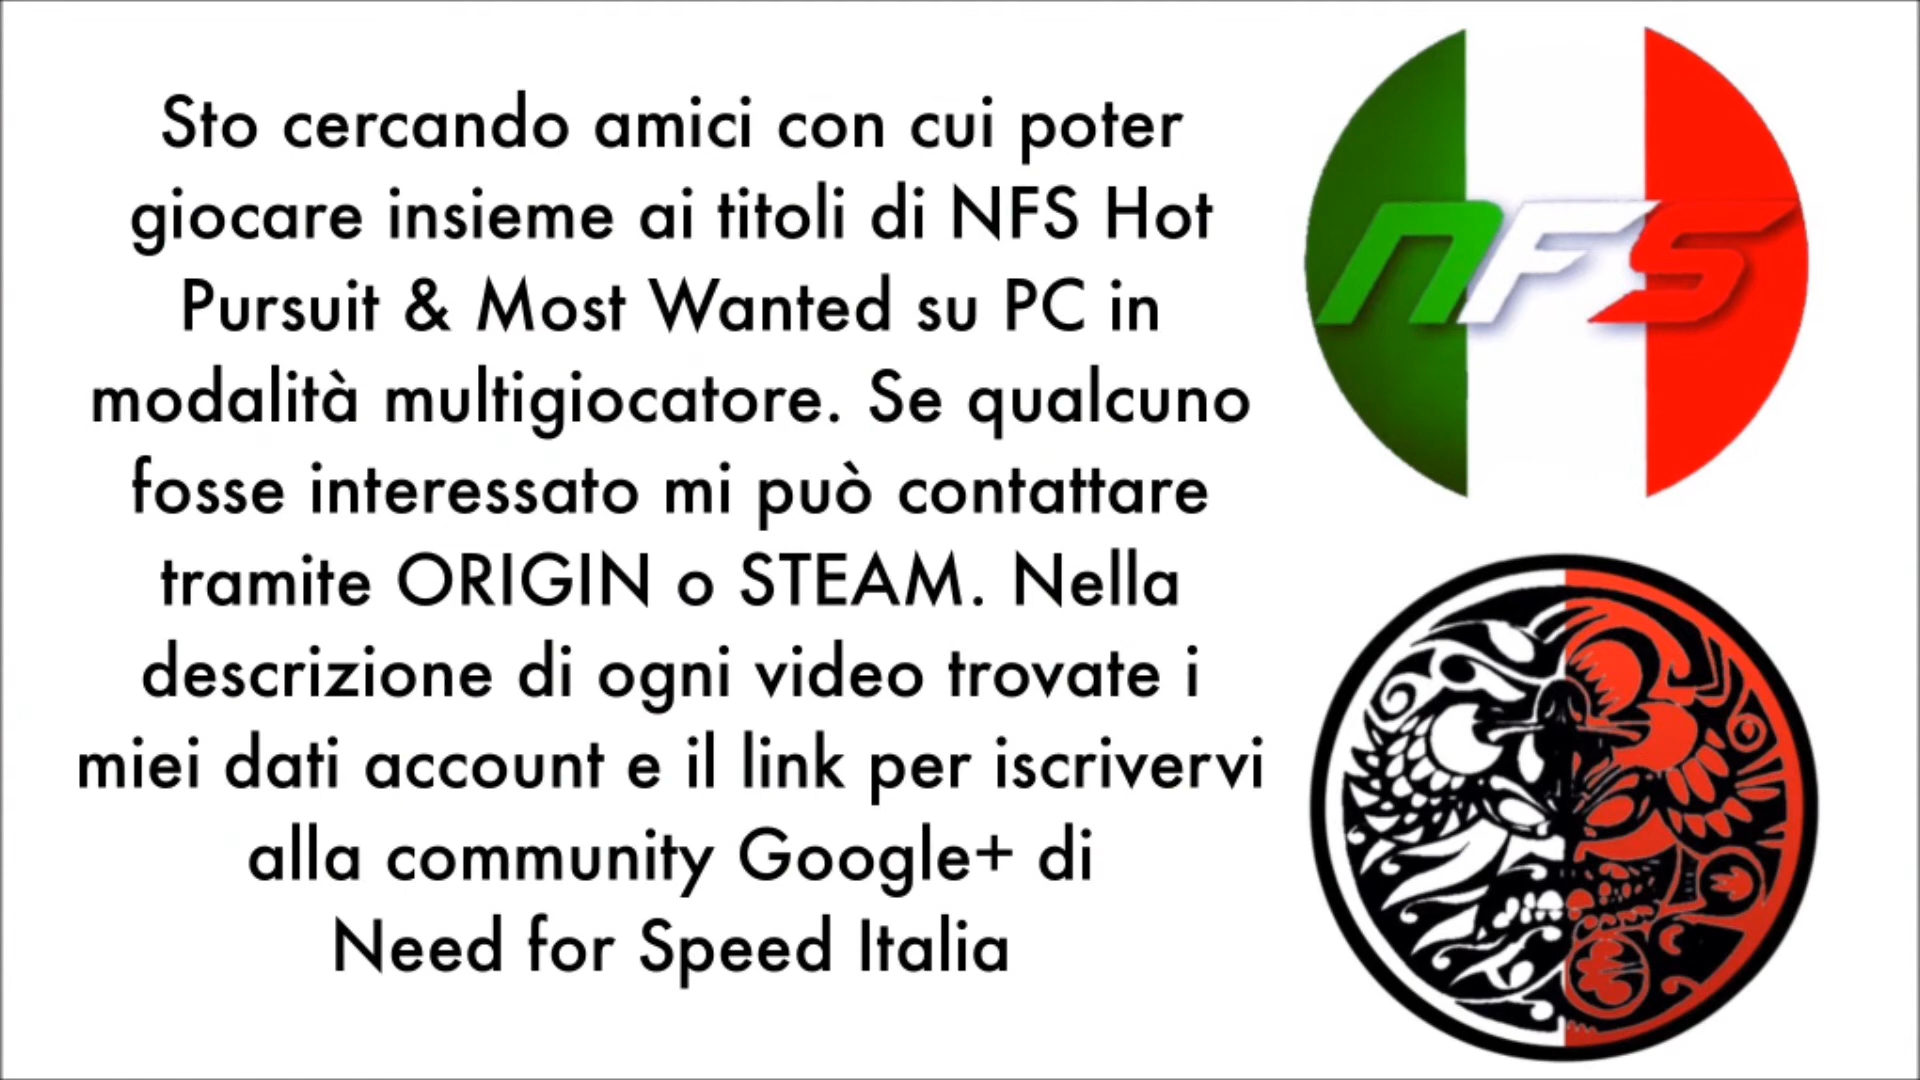 Sto cercando amici con cui poter
giocare insieme ai titoli di NFS Hot
Pursuit & Most Wanted su PC in
modalità multigiocatore. Se qualcuno
fosse interessato mi può contattare
tramite ORIGIN o STEAM. Nella
descrizione di ogni video trovate i
miei dati account e il link per iscrivervi
alla community Google+ di
Need for Speed Italia
nFS